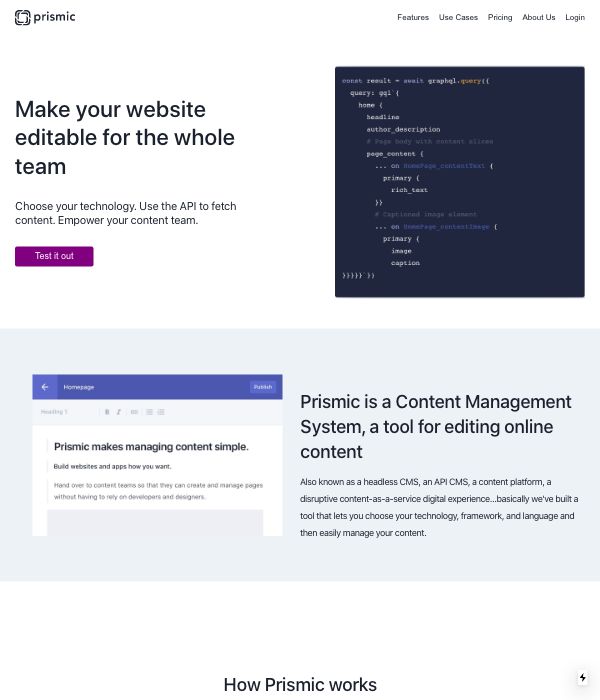 prismic
Features Use Cases Pricing About Us Login
Make your website
editable for the whole
team
Choose your technology. Use the API to fetch
content. Empower your content team.
Test it out
const result = await graphql.query({
query: gql`{
home {
headline
author_description
# Page body with content slices
page_content {
... on HomePage_contentText {
primary {
rich_text
}}
# Captioned image element
... on HomePage_contentImage {
primary {
image
caption
}}}}}`})
Homepage
Publish
Heading 1
B I
Prismic makes managing content simple.
Build websites and apps how you want.
Hand over to content teams so that they can create and manage pages
without having to rely on developers and designers.
Prismic is a Content Management
System, a tool for editing online
content
Also known as a headless CMS, an API CMS, a content platform, a
disruptive content-as-a-service digital experience...basically we've built a
tool that lets you choose your technology, framework, and language and
then easily manage your content.
How Prismic works